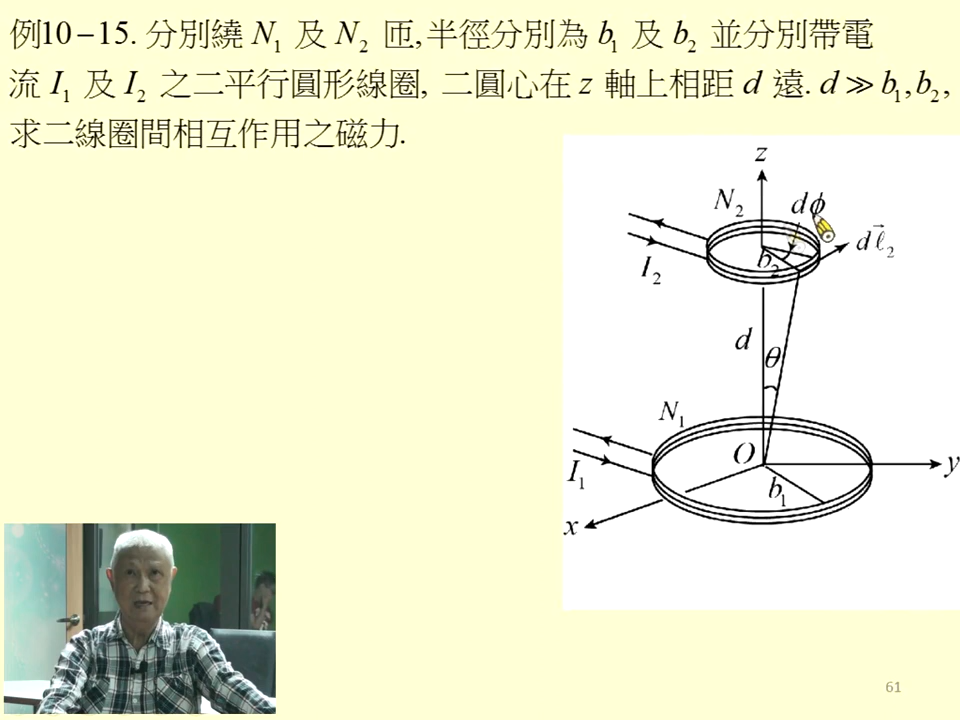 例10−15. 分別繞 N₁ 及 N₂ 匝,半徑分別為 b₁ 及 b₂ 並分別帶電
流 I₁ 及 I₂ 之二平行圓形線圈, 二圓心在 z 軸上相距 d 遠. d ≫ b₁,b₂,
求二線圈間相互作用之磁力.
z
N₂
dϕ
dℓ⃗₂
b₂
I₂
d
θ
N₁
O
y
I₁
b₁
x
61